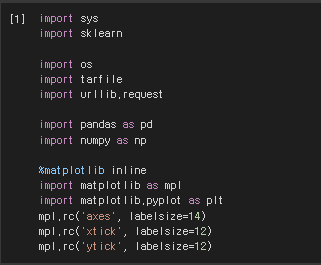 [1] import sys
import sklearn
import os
import tarfile
import urllib.request
import pandas as pd
import numpy as np
%matplotlib inline
import matplotlib as mpl
import matplotlib.pyplot as plt
mpl.rc('axes', labelsize=14)
mpl.rc('xtick', labelsize=12)
mpl.rc('ytick', labelsize=12)